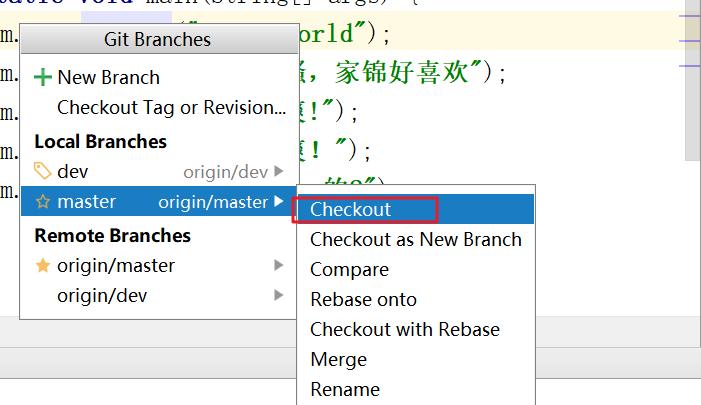 static void main(String[] args) {
m. ("orld");
m. , 家锦好喜欢");
m. !");
m. ! ");
m. 的?")
Git Branches
New Branch
Checkout Tag or Revision...
Local Branches
dev origin/dev
master origin/master
Remote Branches
origin/master
origin/dev
Checkout
Checkout as New Branch
Compare
Rebase onto
Checkout with Rebase
Merge
Rename